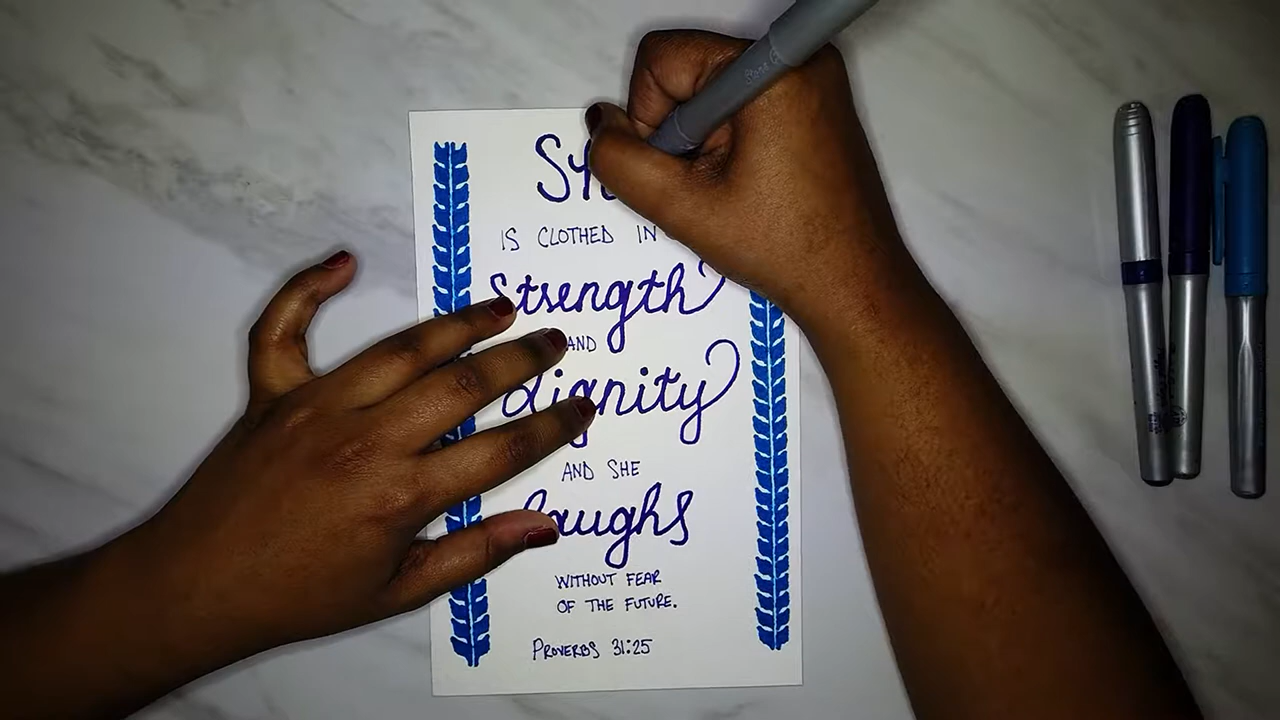 IS CLOTHED IN
Strength
AND
dignity
AND SHE
laughs
WITHOUT FEAR
OF THE FUTURE.
PROVERBS 31:25